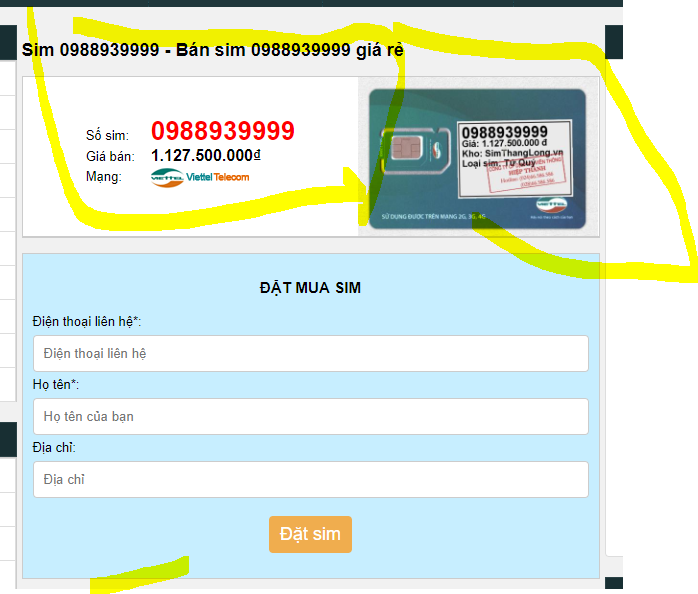 Sim 0988939999 - Bán sim 0988939999 giá rẻ
Số sim: 0988939999
Giá bán: 1.127.500.000₫
Mạng: VIETTEL Viettel Telecom
0988939999
Giá: 1.127.500.000 đ
Kho: SimThangLong.vn
Loại sim: Tứ Quý
HIỆP THÀNH
SỬ DỤNG ĐƯỢC TRÊN MẠNG 2G, 3G, 4G
VIETTEL
ĐẶT MUA SIM
Điện thoại liên hệ*:
Điện thoại liên hệ
Họ tên*:
Họ tên của bạn
Địa chỉ:
Địa chỉ
Đặt sim